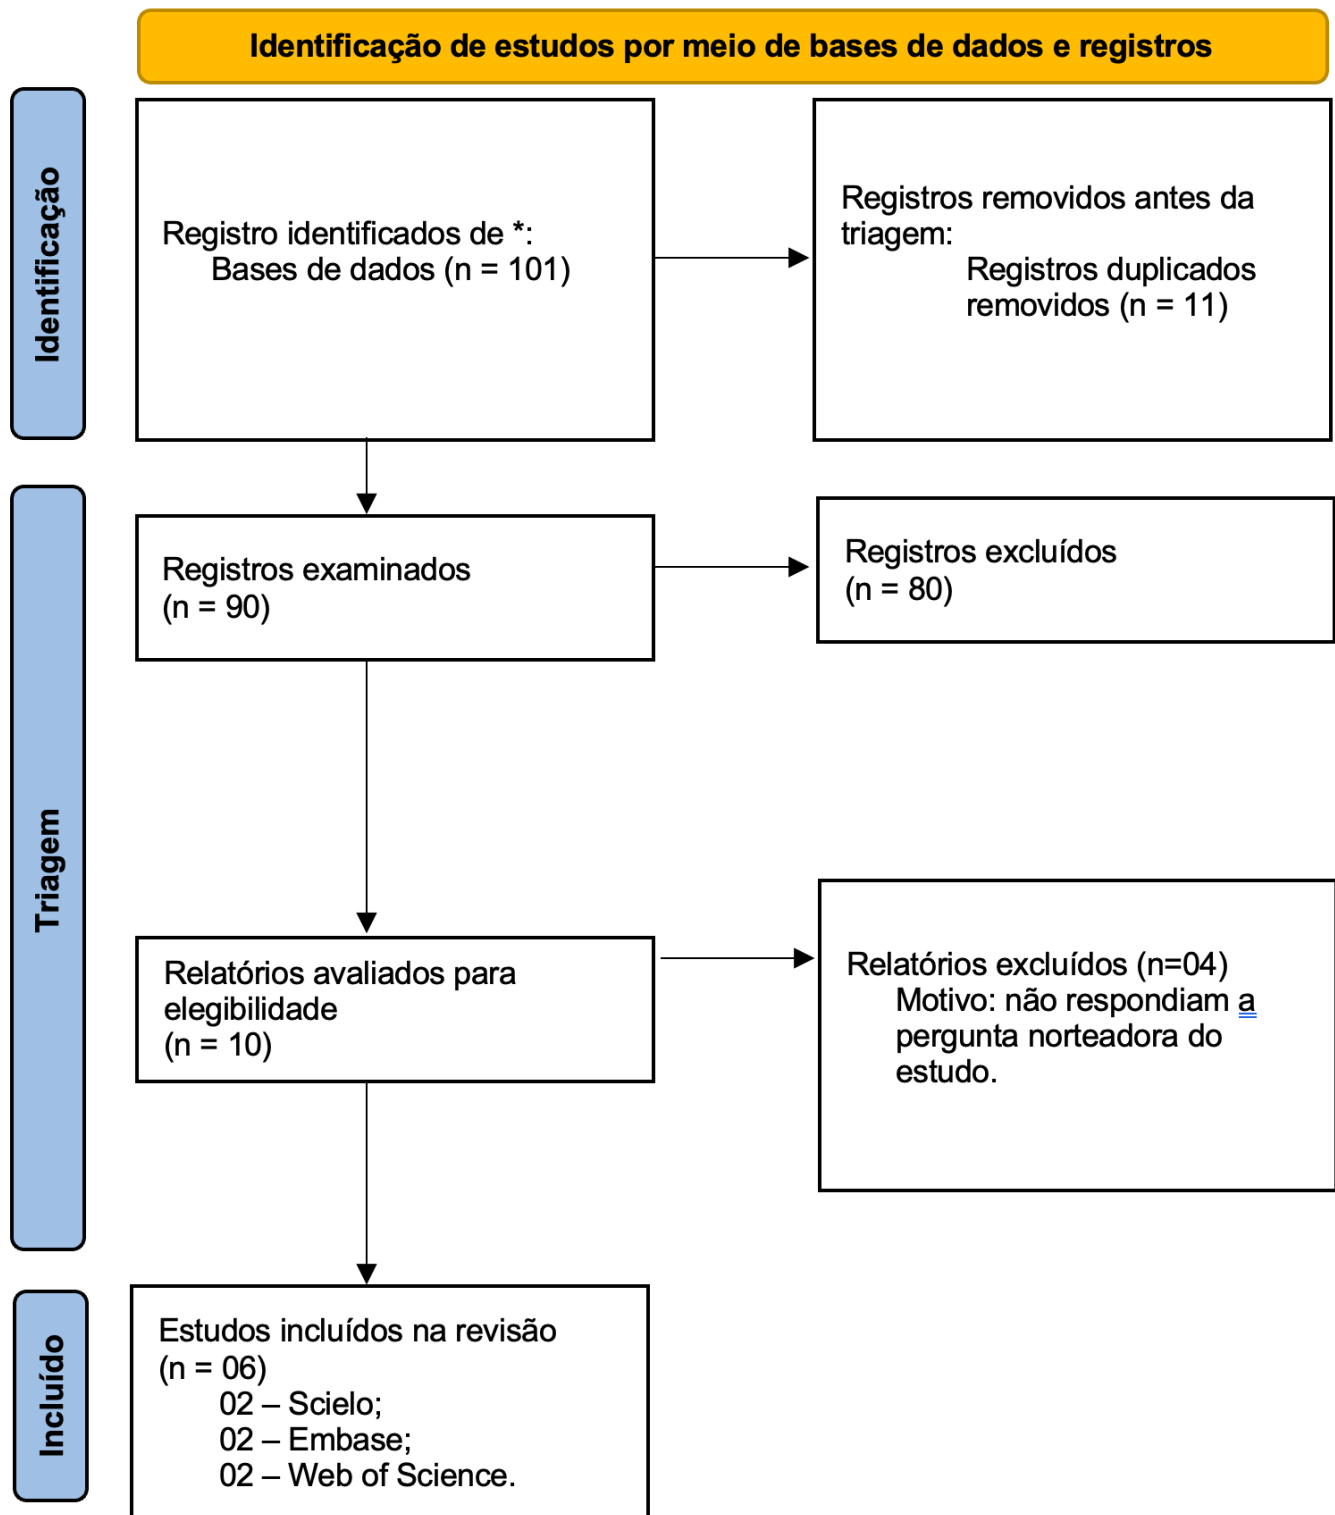 Identificação de estudos por meio de bases de dados e registros
Identificação
Registro identificados de *:
Bases de dados (n = 101)
Registros removidos antes da
triagem:
Registros duplicados
removidos (n = 11)
Triagem
Registros examinados
(n = 90)
Registros excluídos
(n = 80)
Relatórios avaliados para
elegibilidade
(n = 10)
Relatórios excluídos (n=04)
Motivo: não respondiam a
pergunta norteadora do
estudo.
Incluído
Estudos incluídos na revisão
(n = 06)
02 – Scielo;
02 – Embase;
02 – Web of Science.